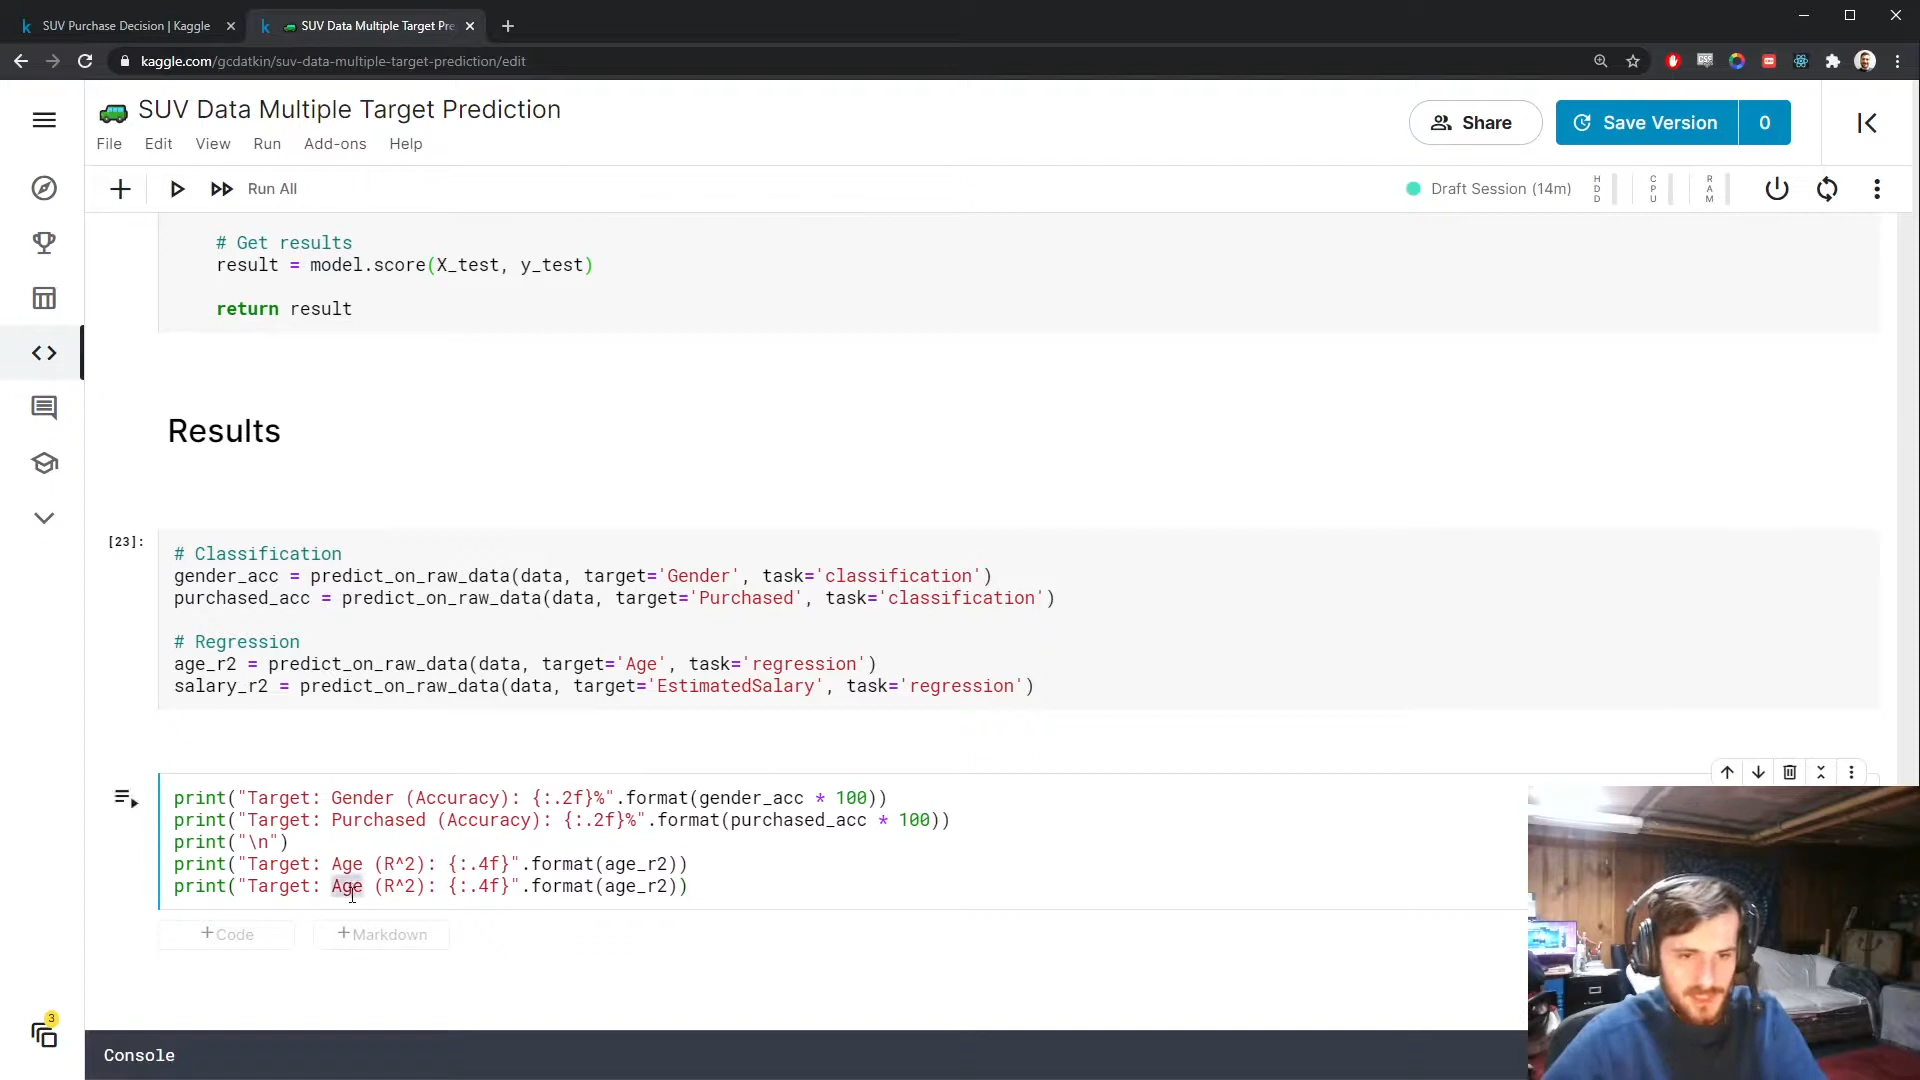 SUV Purchase Decision | Kaggle
SUV Data Multiple Target Pre
kaggle.com/gcdatkin/suv-data-multiple-target-prediction/edit
SUV Data Multiple Target Prediction
File Edit View Run Add-ons Help
Share
Save Version 0
Run All
Draft Session (14m)
HDD
CPU
RAM
# Get results
result = model.score(X_test, y_test)
return result
Results
[23]:
# Classification
gender_acc = predict_on_raw_data(data, target='Gender', task='classification')
purchased_acc = predict_on_raw_data(data, target='Purchased', task='classification')
# Regression
age_r2 = predict_on_raw_data(data, target='Age', task='regression')
salary_r2 = predict_on_raw_data(data, target='EstimatedSalary', task='regression')
print("Target: Gender (Accuracy): {:.2f}%".format(gender_acc * 100))
print("Target: Purchased (Accuracy): {:.2f}%".format(purchased_acc * 100))
print("\n")
print("Target: Age (R^2): {:.4f}".format(age_r2))
print("Target: Age (R^2): {:.4f}".format(age_r2))
+ Code + Markdown
3
Console